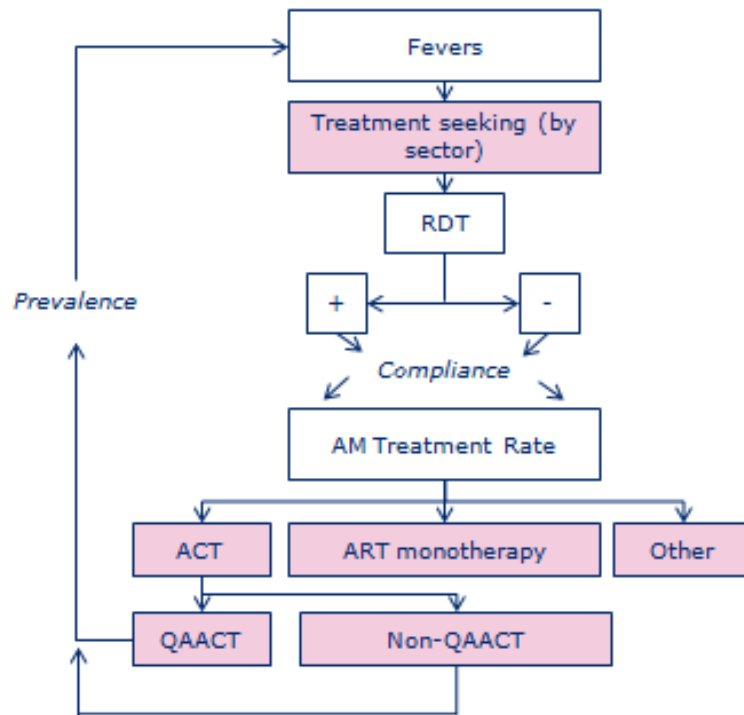 Fevers
Treatment seeking (by
sector)
RDT
+
-
Prevalence
Compliance
AM Treatment Rate
ACT
ART monotherapy
Other
QAACT
Non-QAACT